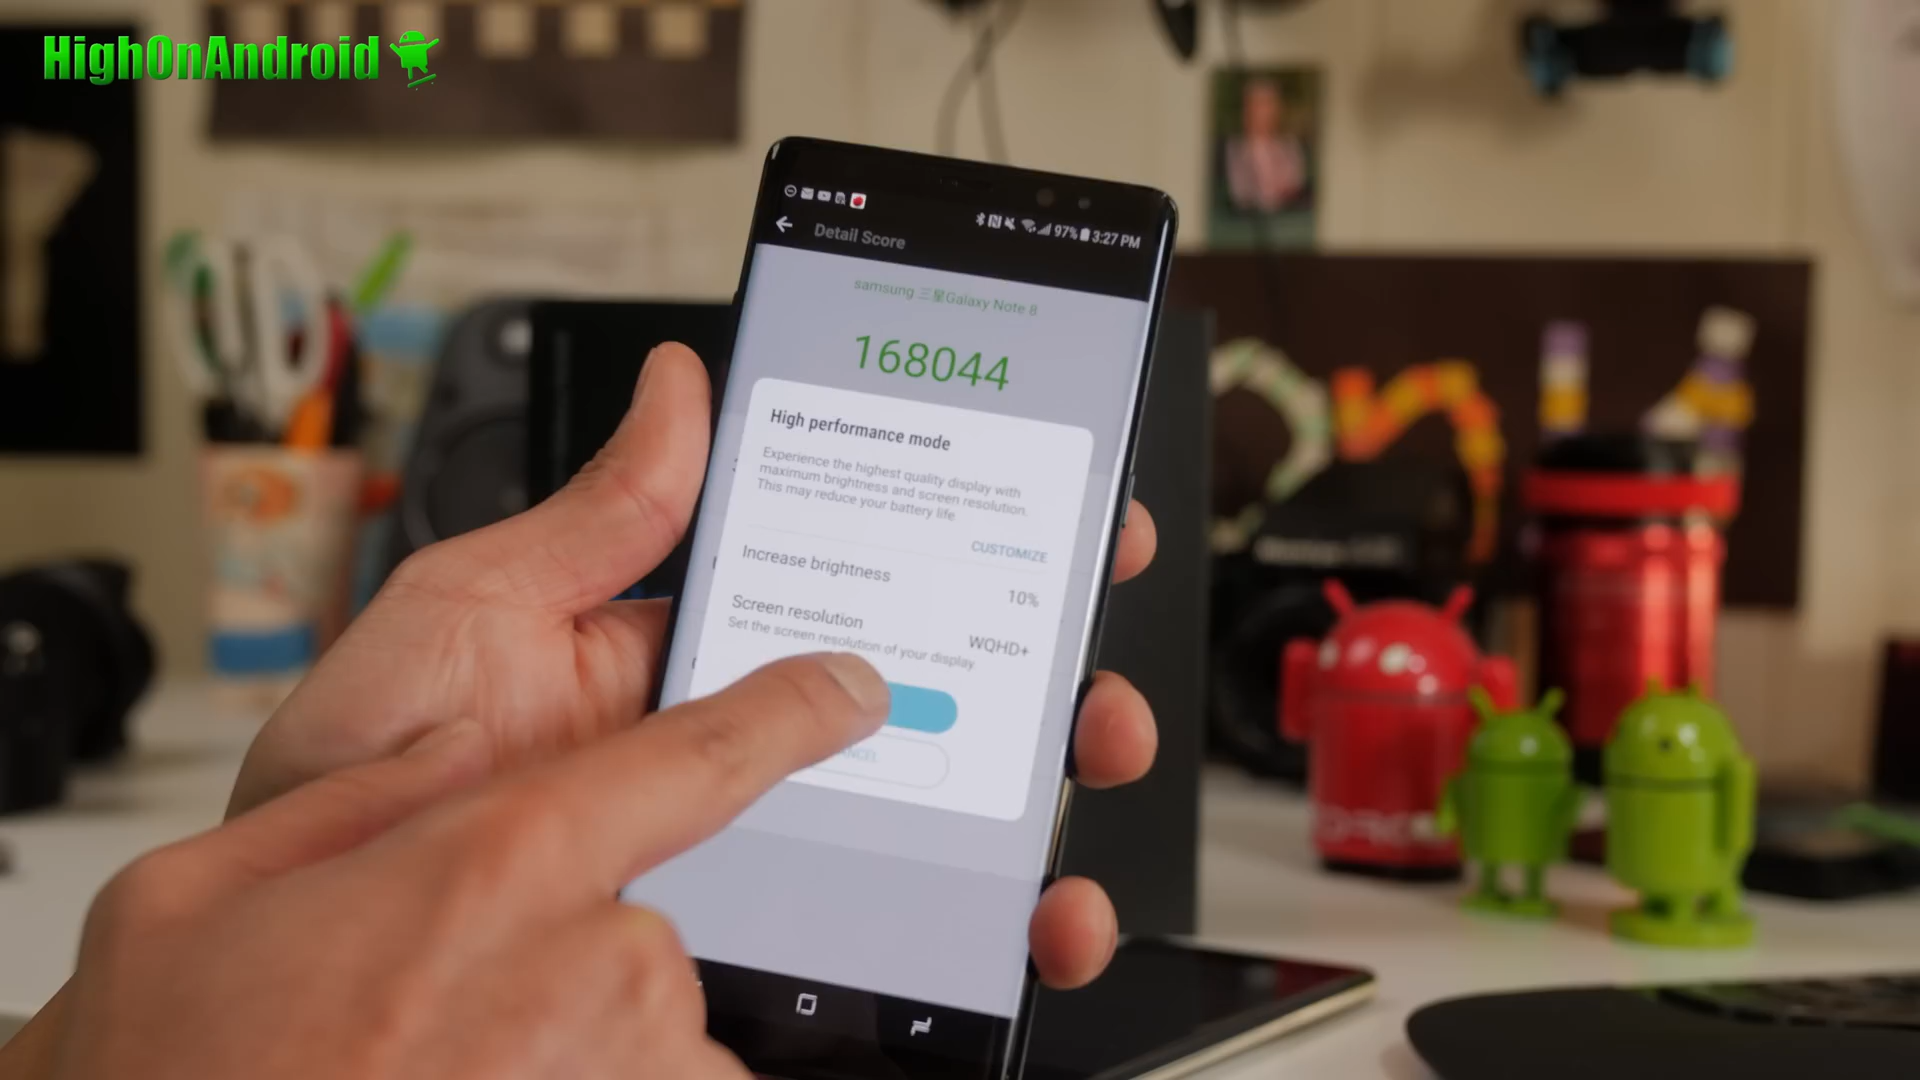 HighOnAndroid
97% 3:27 PM
Detail Score
samsung 三星Galaxy Note 8
168044
High performance mode
Experience the highest quality display with
maximum brightness and screen resolution.
This may reduce your battery life
CUSTOMIZE
Increase brightness
10%
Screen resolution
Set the screen resolution of your display
WQHD+